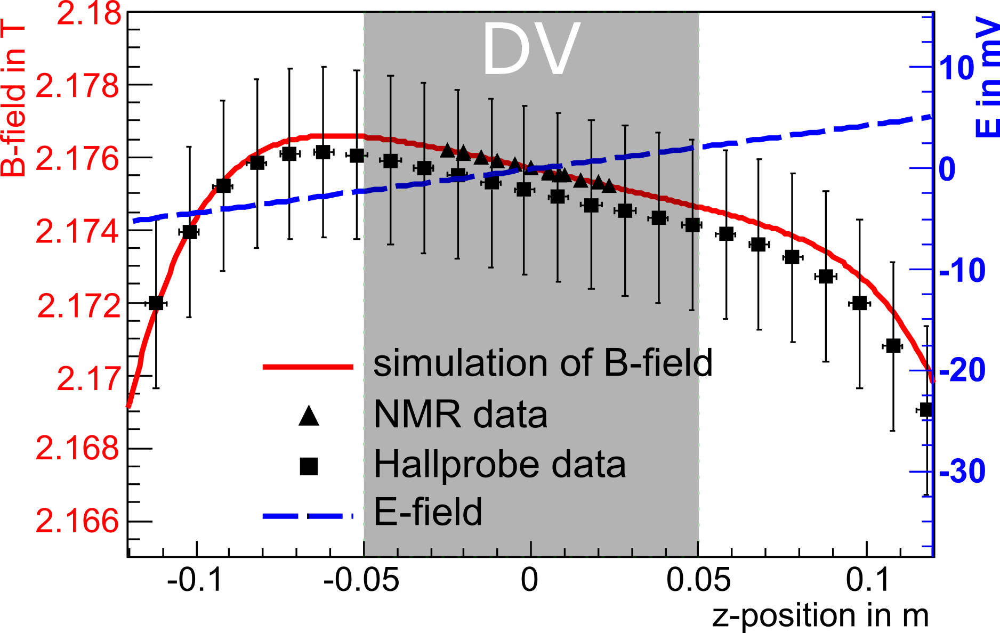 B-field in T
2.18
2.178
2.176
2.174
2.172
2.17
2.168
2.166
DV
E in mV
10
0
-10
-20
-30
simulation of B-field
NMR data
Hallprobe data
E-field
-0.1 -0.05 0 0.05 0.1
z-position in m